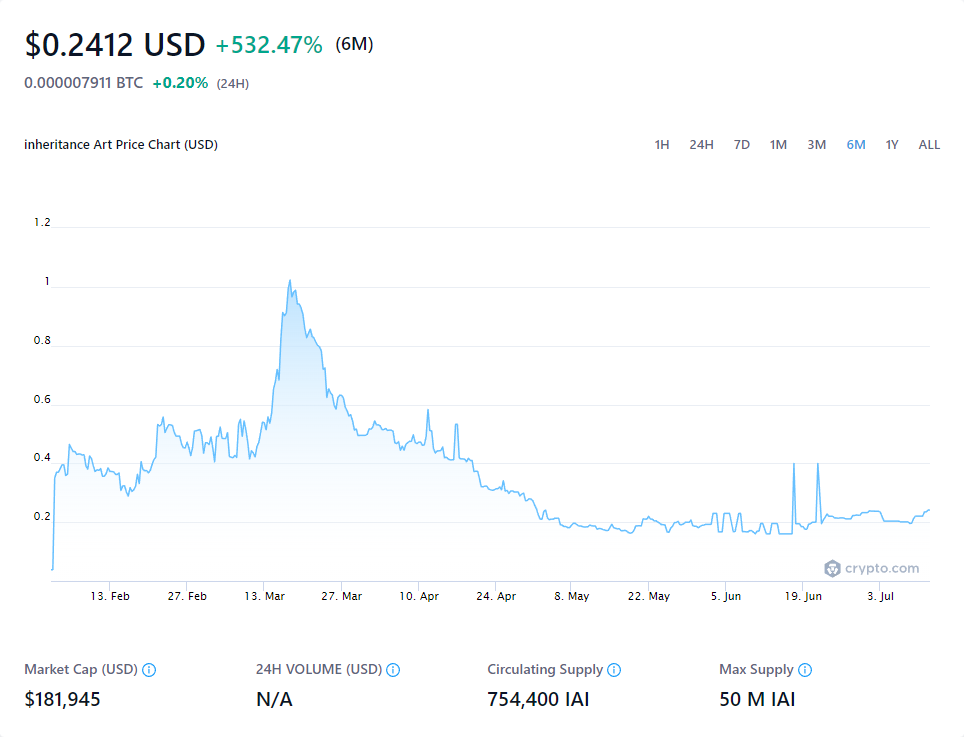 $0.2412 USD +532.47% (6M)
0.000007911 BTC +0.20% (24H)
inheritance Art Price Chart (USD) 1H 24H 7D 1M 3M 6M 1Y ALL
1.2
1
0.8
0.6
0.4
0.2
crypto.com
13. Feb 27. Feb 13. Mar 27. Mar 10. Apr 24. Apr 8. May 22. May 5. Jun 19. Jun 3. Jul
Market Cap (USD) 24H VOLUME (USD) Circulating Supply Max Supply
$181,945 N/A 754,400 IAI 50 M IAI